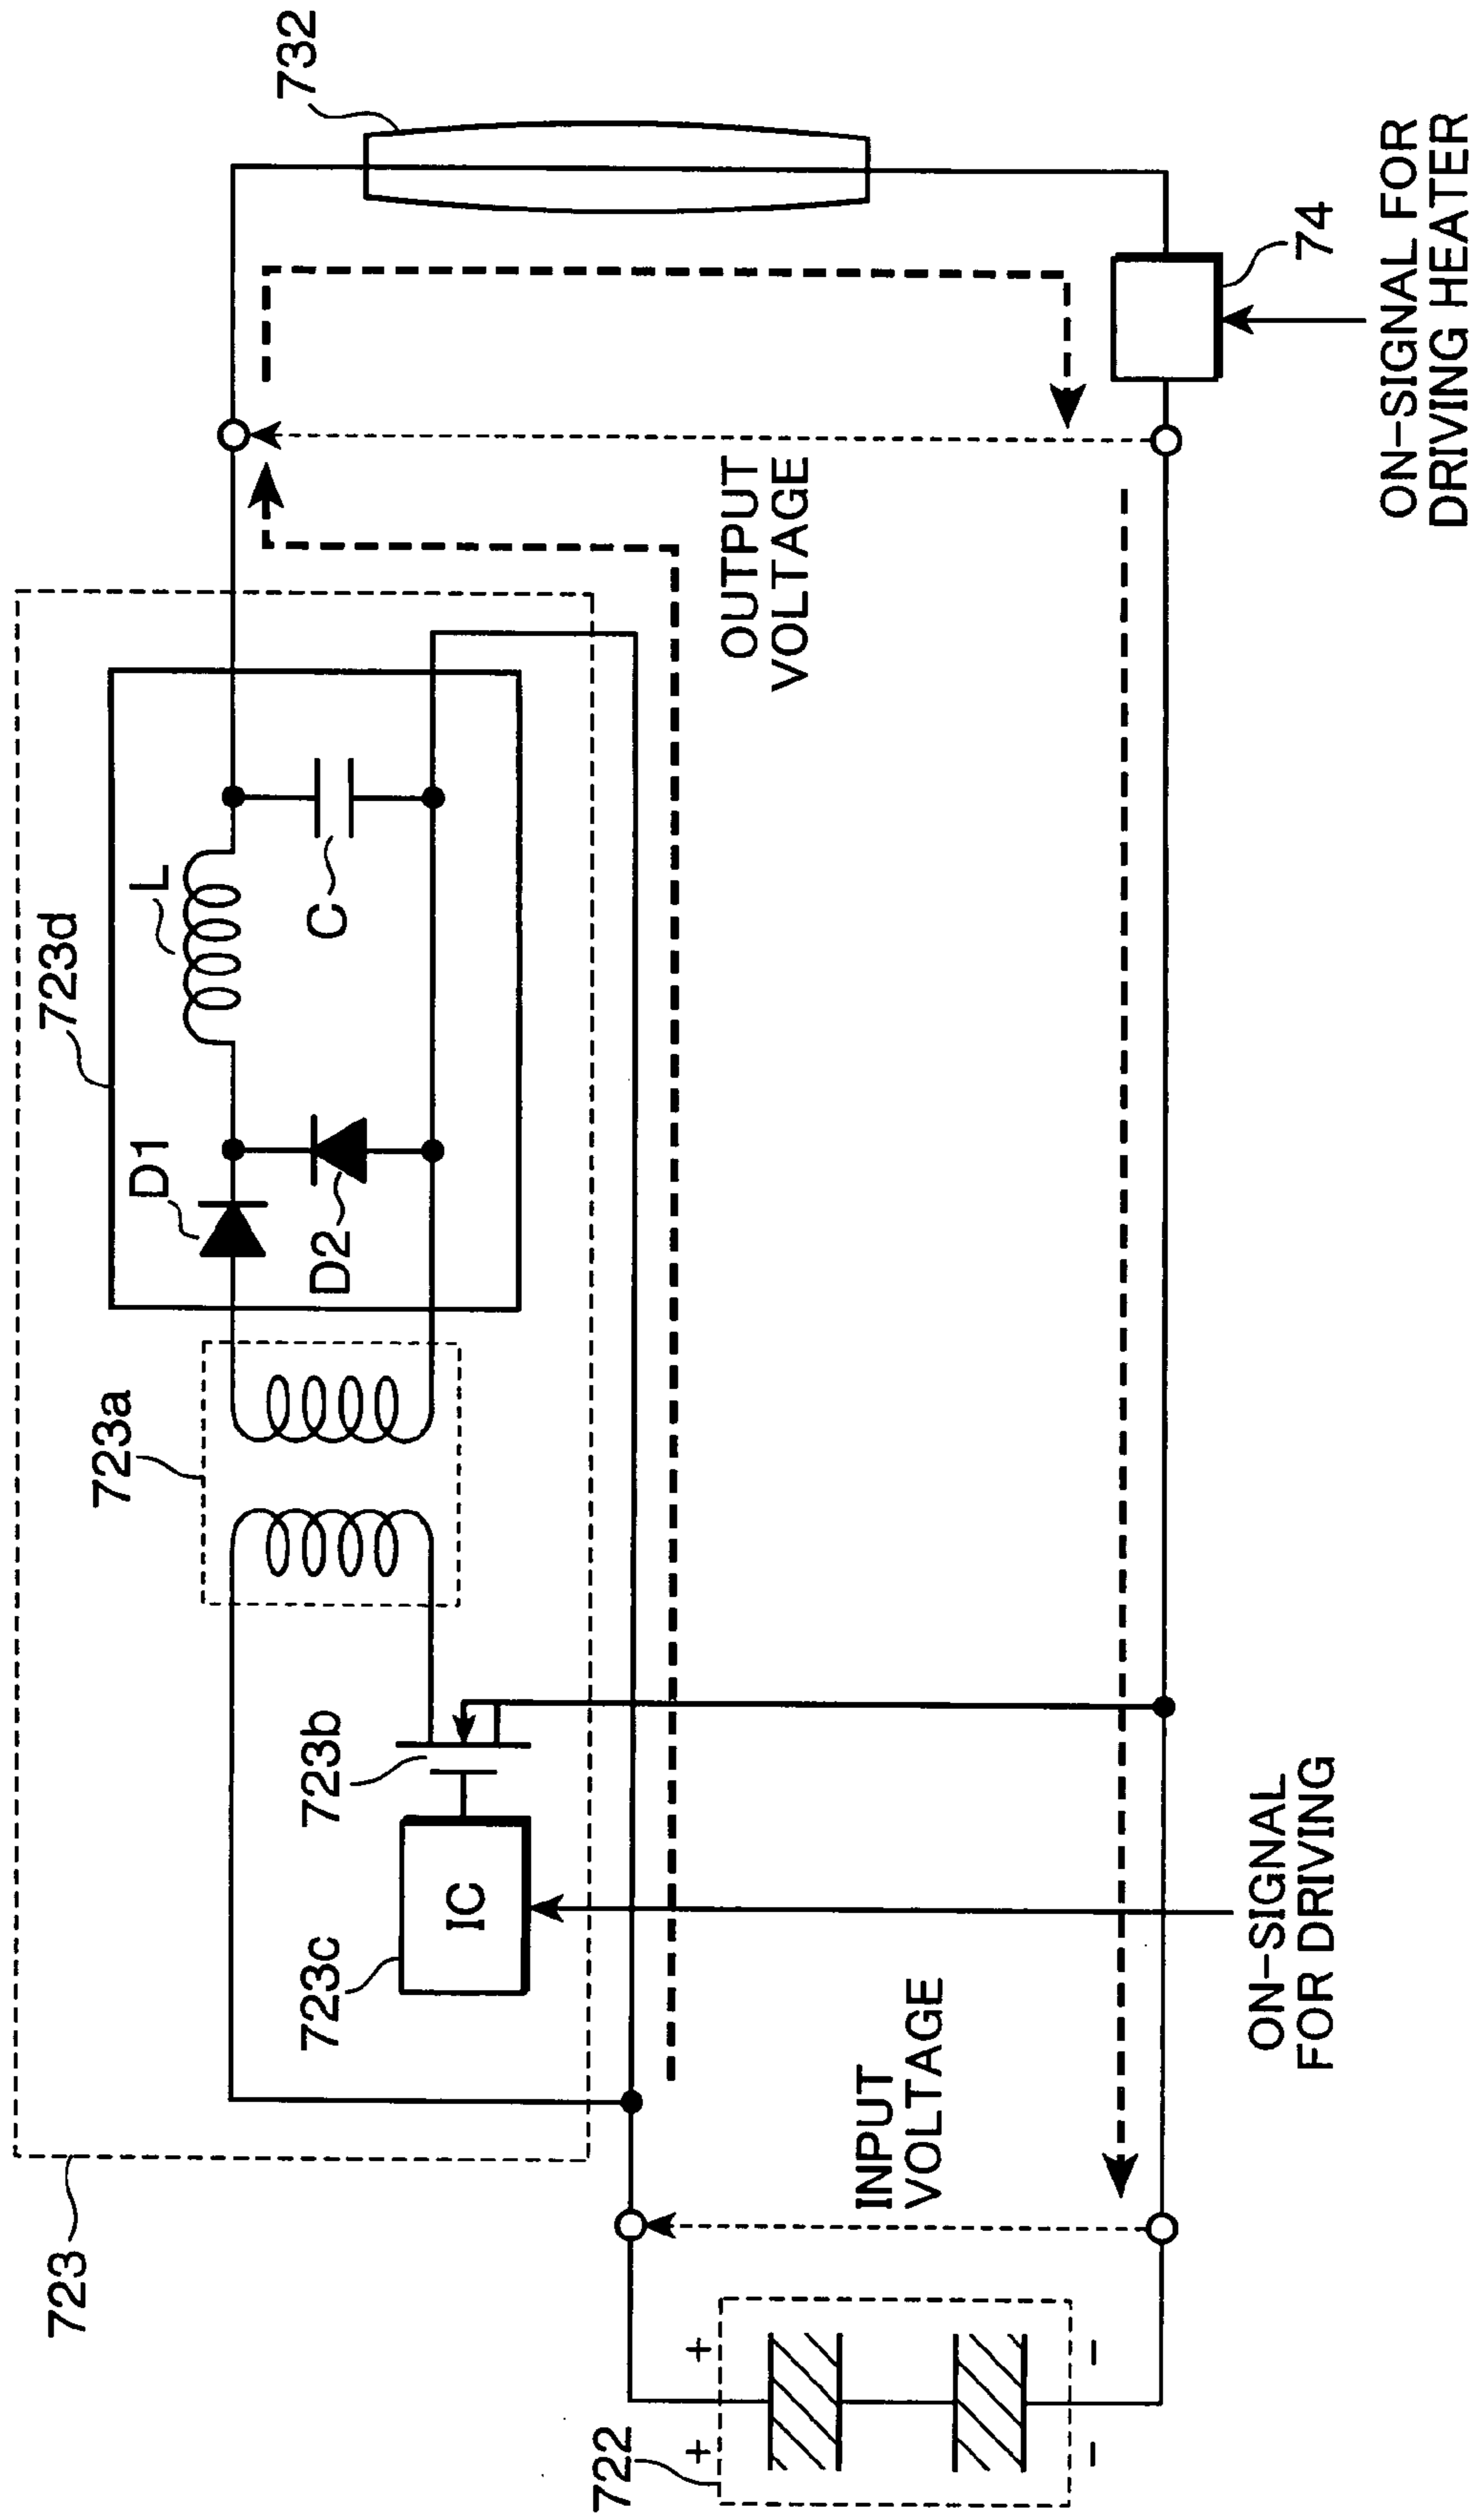 723
723a
723d
D1
L
D2
C
732
723c
IC
723b
722
+
+
-
-
INPUT
VOLTAGE
OUTPUT
VOLTAGE
74
ON-SIGNAL
FOR DRIVING
ON-SIGNAL FOR
DRIVING HEATER